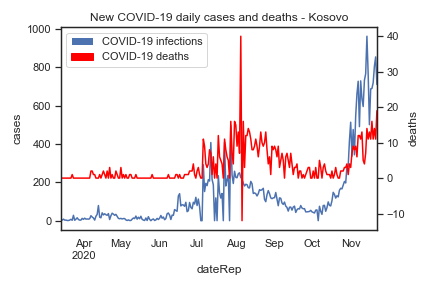 New COVID-19 daily cases and deaths - Kosovo
COVID-19 infections
COVID-19 deaths
1000
800
600
400
200
0
cases
40
30
20
10
0
−10
deaths
Apr May Jun Jul Aug Sep Oct Nov
2020
dateRep